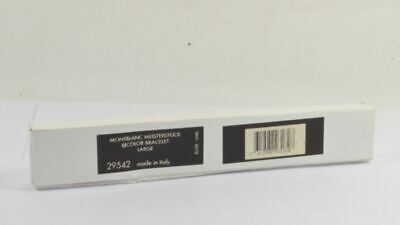 MONTBLANC MEISTERSTÜCK
BICOLOR BRACELET
LARGE
29542 made in Italy